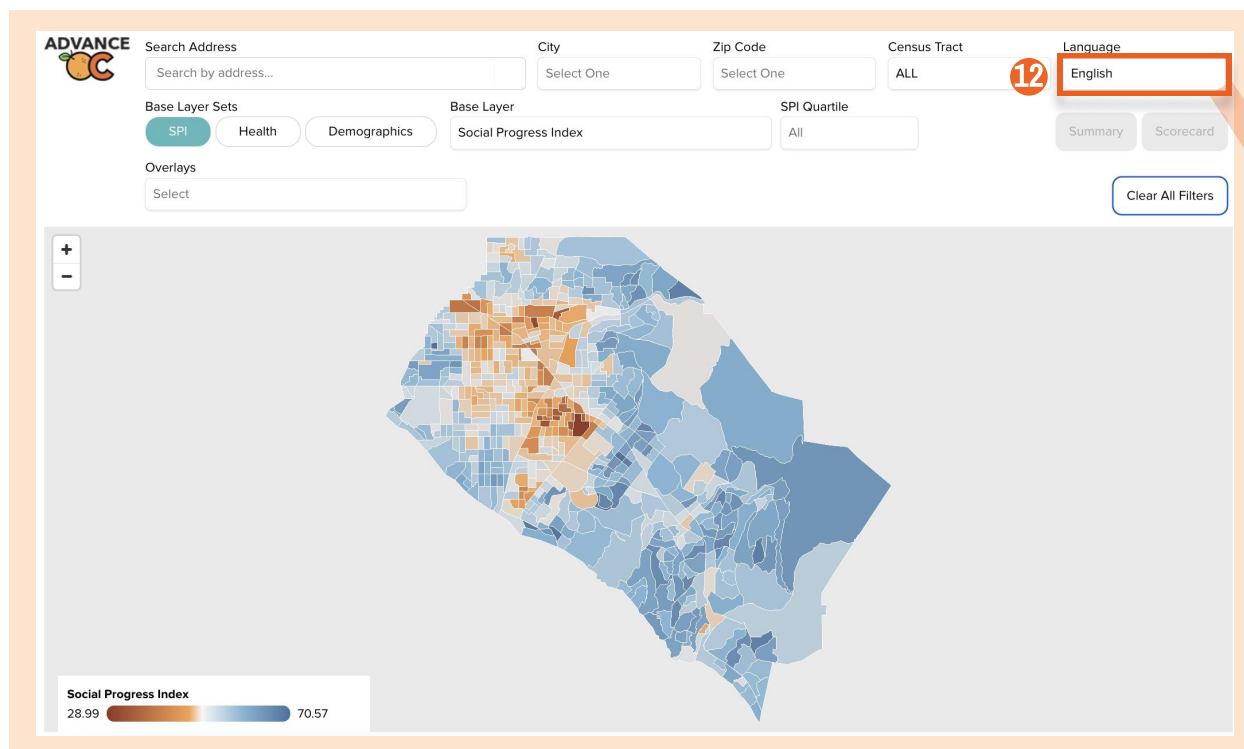 ADVANCE
OC
Search Address
City
Zip Code
Census Tract
Language
Search by address...
Select One
Select One
ALL
12
English
Base Layer Sets
Base Layer
SPI Quartile
SPI
Health
Demographics
Social Progress Index
All
Summary
Scorecard
Overlays
Select
Clear All Filters
+
−
Social Progress Index
28.99
70.57